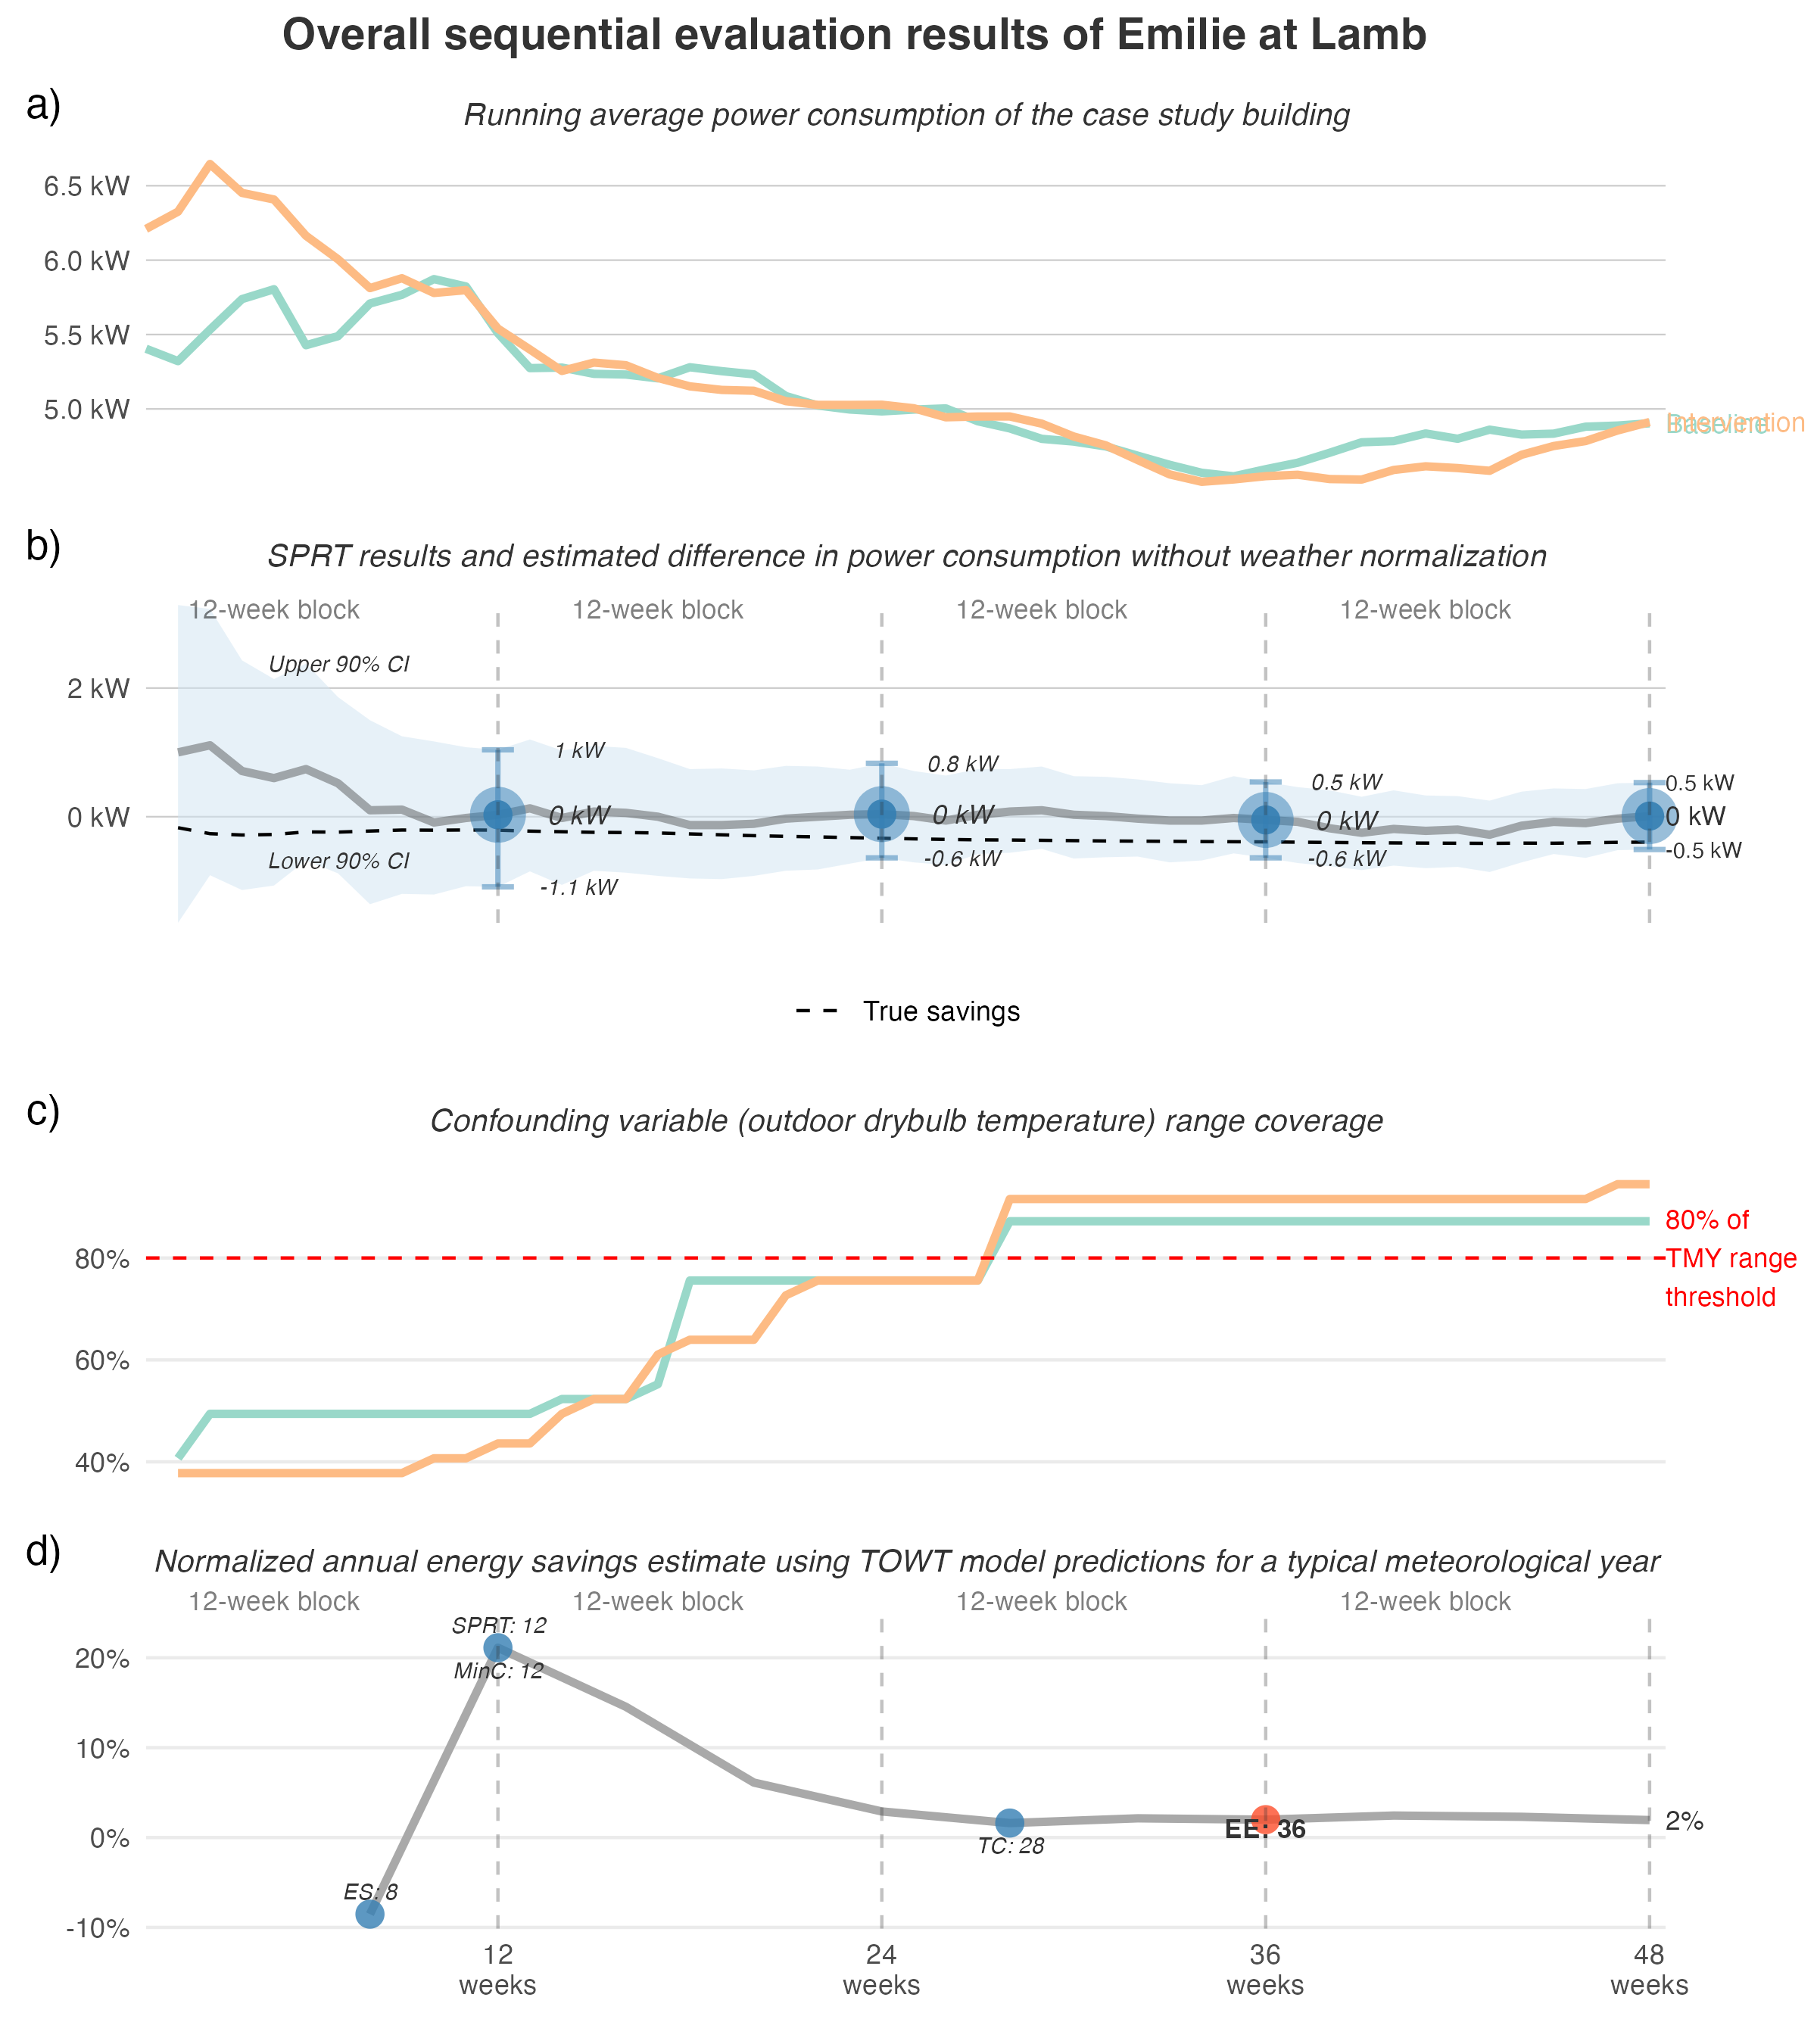 Overall sequential evaluation results of Emilie at Lamb
a)
Running average power consumption of the case study building
6.5 kW
6.0 kW
5.5 kW
5.0 kW
Baseline
Intervention
b)
SPRT results and estimated difference in power consumption without weather normalization
12-week block 12-week block 12-week block 12-week block
Upper 90% CI
2 kW
1 kW 0.8 kW 0.5 kW 0.5 kW
0 kW
0 kW 0 kW 0 kW 0 kW
Lower 90% CI
-1.1 kW -0.6 kW -0.6 kW -0.5 kW
True savings
c)
Confounding variable (outdoor drybulb temperature) range coverage
80%
60%
40%
80% of
TMY range
threshold
d)
Normalized annual energy savings estimate using TOWT model predictions for a typical meteorological year
12-week block 12-week block 12-week block 12-week block
SPRT: 12
20%
MinC: 12
10%
0%
TC: 28
EE: 36
2%
ES: 8
-10%
12 24 36 48
weeks weeks weeks weeks